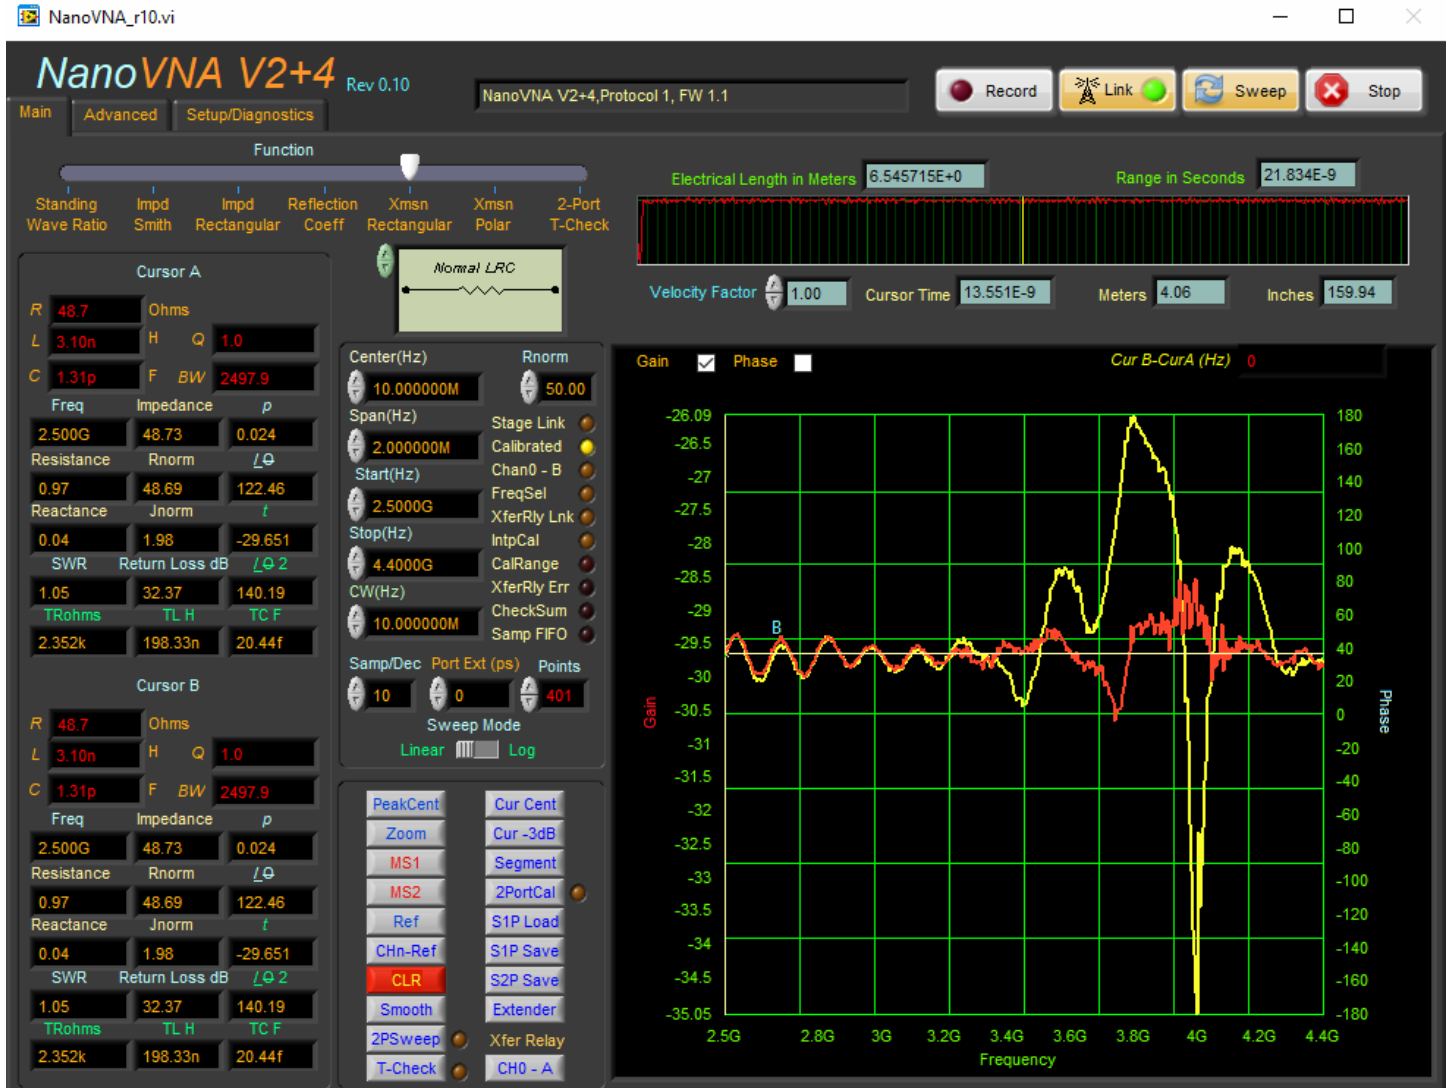 NanoVNA_r10.vi
NanoVNA V2+4 Rev 0.10
NanoVNA V2+4,Protocol 1, FW 1.1
Record
Link
Sweep
Stop
Main
Advanced
Setup/Diagnostics
Function
Standing Wave Ratio
Impd Smith
Impd Rectangular
Reflection Coeff
Xmsn Rectangular
Xmsn Polar
2-Port T-Check
Electrical Length in Meters 6.545715E+0
Range in Seconds 21.834E-9
Velocity Factor 1.00
Cursor Time 13.551E-9
Meters 4.06
Inches 159.94
Normal LRC
Cursor A
R 48.7 Ohms
L 3.10n H Q 1.0
C 1.31p F BW 2497.9
Freq Impedance p
2.500G 48.73 0.024
Resistance Rnorm /Θ
0.97 48.69 122.46
Reactance Jnorm t
0.04 1.98 -29.651
SWR Return Loss dB /Θ 2
1.05 32.37 140.19
TRohms TL H TC F
2.352k 198.33n 20.44f
Cursor B
R 48.7 Ohms
L 3.10n H Q 1.0
C 1.31p F BW 2497.9
Freq Impedance p
2.500G 48.73 0.024
Resistance Rnorm /Θ
0.97 48.69 122.46
Reactance Jnorm t
0.04 1.98 -29.651
SWR Return Loss dB /Θ 2
1.05 32.37 140.19
TRohms TL H TC F
2.352k 198.33n 20.44f
Center(Hz) Rnorm
10.000000M 50.00
Span(Hz)
2.000000M
Start(Hz)
2.5000G
Stop(Hz)
4.4000G
CW(Hz)
10.000000M
Stage Link
Calibrated
Chan0 - B
FreqSel
XferRly Lnk
IntpCal
CalRange
XferRly Err
CheckSum
Samp FIFO
Samp/Dec Port Ext (ps) Points
10 0 401
Sweep Mode
Linear Log
PeakCent Cur Cent
Zoom Cur -3dB
MS1 Segment
MS2 2PortCal
Ref S1P Load
CHn-Ref S1P Save
CLR S2P Save
Smooth Extender
2PSweep Xfer Relay
T-Check CH0 - A
Gain Phase
Cur B-CurA (Hz) 0
-26.09
-26.5
-27
-27.5
-28
-28.5
-29
-29.5
-30
-30.5
-31
-31.5
-32
-32.5
-33
-33.5
-34
-34.5
-35.05
Gain
B
180
160
140
120
100
80
60
40
20
0
-20
-40
-60
-80
-100
-120
-140
-160
-180
Phase
2.5G 2.8G 3G 3.2G 3.4G 3.6G 3.8G 4G 4.2G 4.4G
Frequency